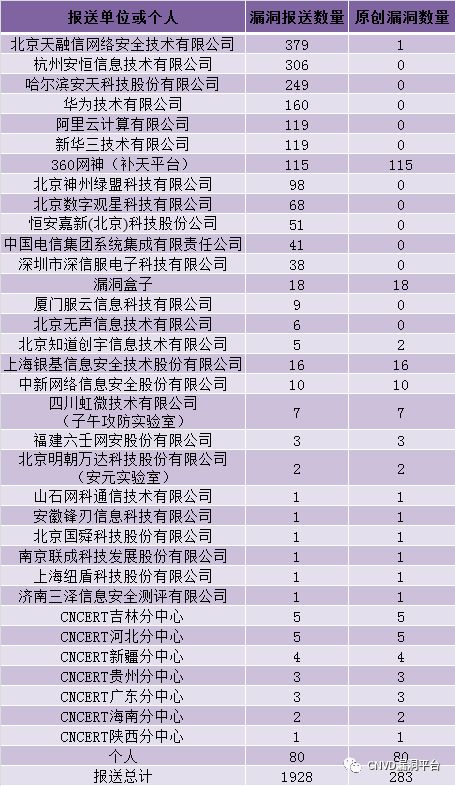 报送单位或个人 漏洞报送数量 原创漏洞数量
北京天融信网络安全技术有限公司 379 1
杭州安恒信息技术有限公司 306 0
哈尔滨安天科技股份有限公司 249 0
华为技术有限公司 160 0
阿里云计算有限公司 119 0
新华三技术有限公司 119 0
360网神（补天平台） 115 115
北京神州绿盟科技有限公司 98 0
北京数字观星科技有限公司 68 0
恒安嘉新(北京)科技股份公司 51 0
中国电信集团系统集成有限责任公司 41 0
深圳市深信服电子科技有限公司 38 0
漏洞盒子 18 18
厦门服云信息科技有限公司 9 0
北京无声信息技术有限公司 6 0
北京知道创宇信息技术有限公司 5 2
上海银基信息安全技术股份有限公司 16 16
中新网络信息安全股份有限公司 10 10
四川虹微技术有限公司
（子午攻防实验室） 7 7
福建六壬网安股份有限公司 3 3
北京明朝万达科技股份有限公司
（安元实验室） 2 2
山石网科通信技术有限公司 1 1
安徽锋刃信息科技有限公司 1 1
北京国舜科技股份有限公司 1 1
南京联成科技发展股份有限公司 1 1
上海纽盾科技股份有限公司 1 1
济南三泽信息安全测评有限公司 1 1
CNCERT吉林分中心 5 5
CNCERT河北分中心 5 5
CNCERT新疆分中心 4 4
CNCERT贵州分中心 3 3
CNCERT广东分中心 3 3
CNCERT海南分中心 2 2
CNCERT陕西分中心 1 1
个人 80 80
报送总计 1928 283
CNVD漏洞平台